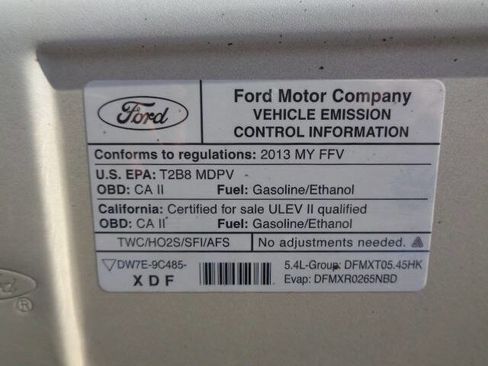 Ford
Ford Motor Company
VEHICLE EMISSION
CONTROL INFORMATION
Conforms to regulations: 2013 MY FFV
U.S. EPA: T2B8 MDPV
OBD: CA II Fuel: Gasoline/Ethanol
California: Certified for sale ULEV II qualified
OBD: CA II Fuel: Gasoline/Ethanol
TWC/HO2S/SFI/AFS No adjustments needed.
DW7E-9C485-
XDF
5.4L-Group: DFMXT05.45HK
Evap: DFMXR0265NBD
Ford